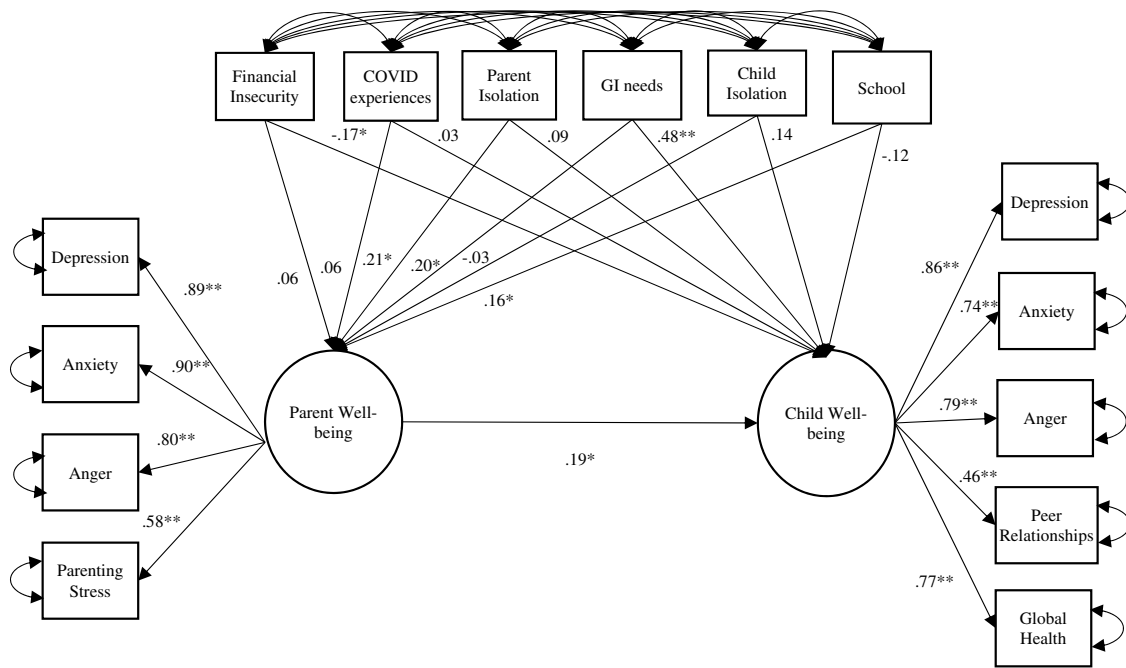 Financial
Insecurity
COVID
experiences
Parent
Isolation
GI needs
Child
Isolation
School
-.17*
.03
.09
.48**
.14
-.12
Depression
Anxiety
Anger
Parenting
Stress
.89**
.90**
.80**
.58**
.06
.06
.21*
.20*
-.03
.16*
Parent Well-
being
.19*
Child Well-
being
.86**
.74**
.79**
.46**
.77**
Depression
Anxiety
Anger
Peer
Relationships
Global
Health